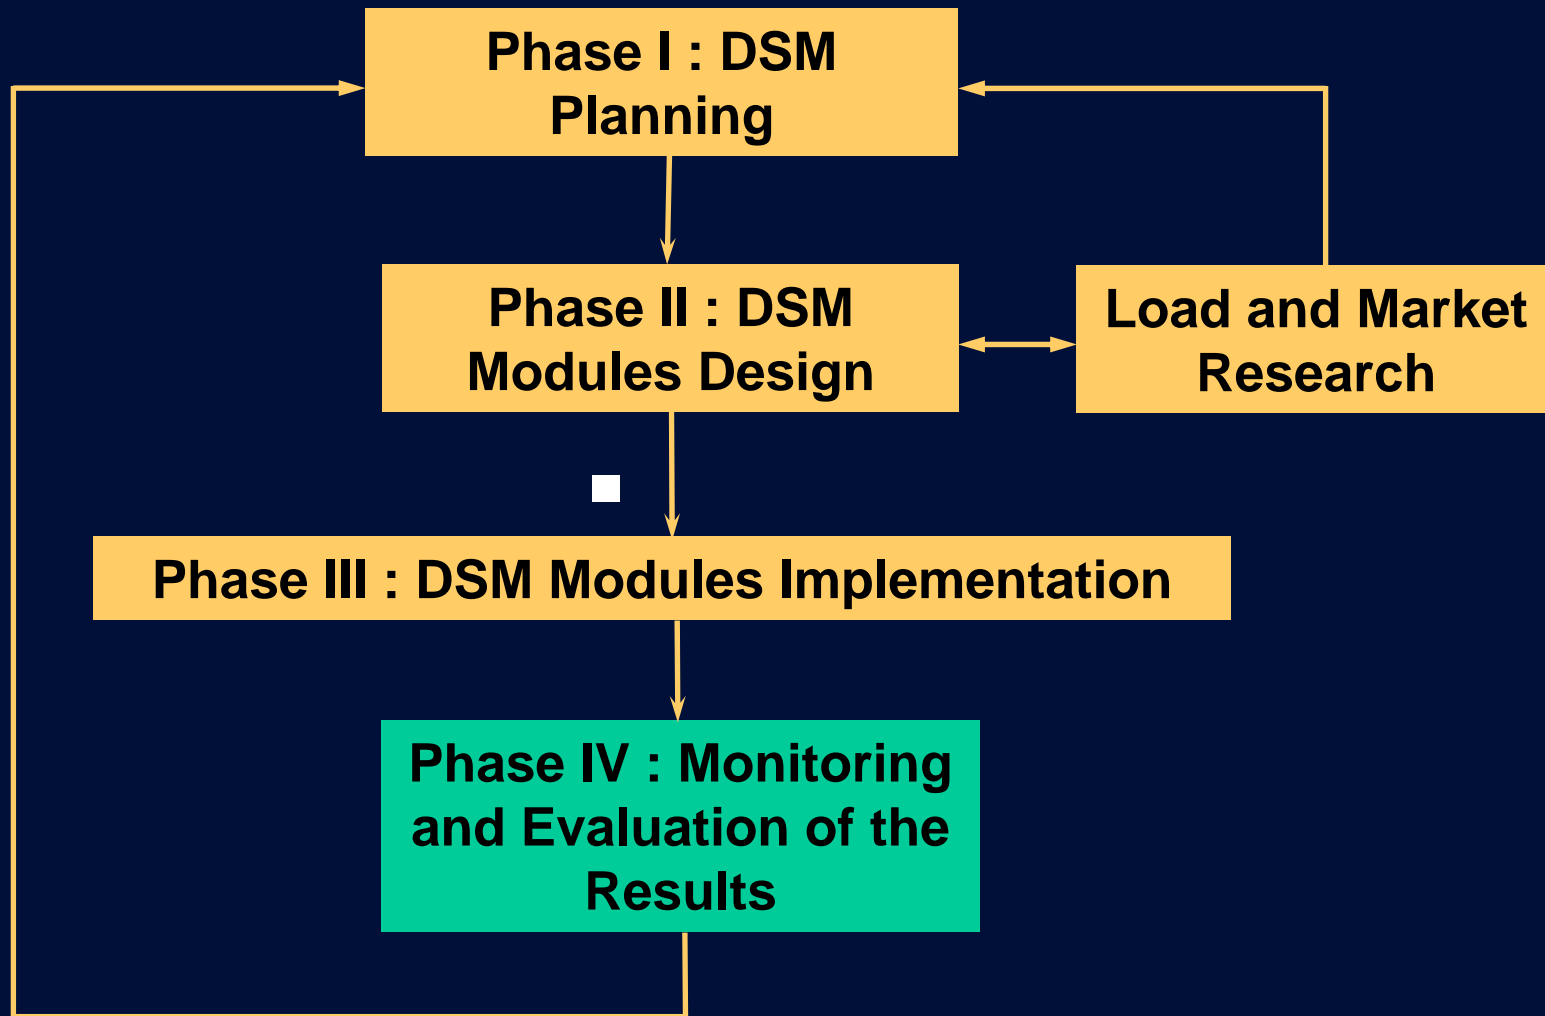 Phase I : DSM
Planning
Phase II : DSM
Modules Design
Load and Market
Research
Phase III : DSM Modules Implementation
Phase IV : Monitoring
and Evaluation of the
Results